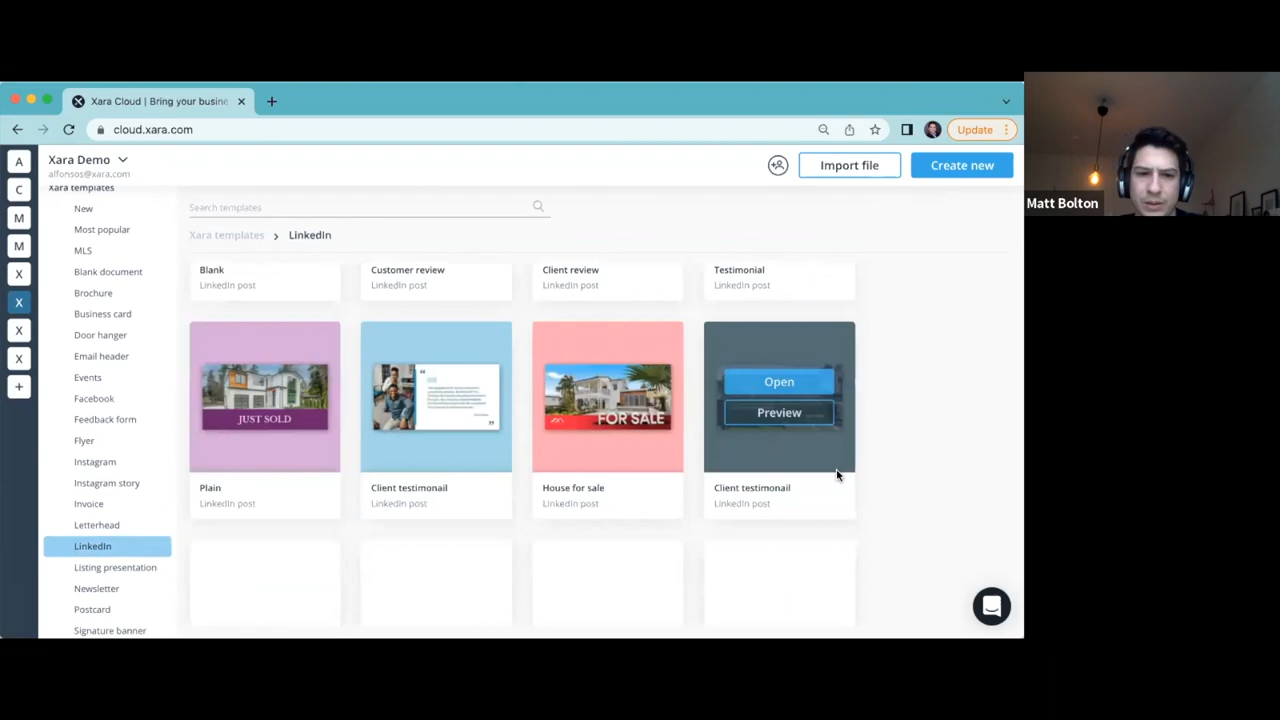 Xara Cloud | Bring your busine
cloud.xara.com
Update
A
C
M
M
X
X
X
X
Xara Demo
alfonsos@xara.com
Import file
Create new
Xara templates
New
Most popular
MLS
Blank document
Brochure
Business card
Door hanger
Email header
Events
Facebook
Feedback form
Flyer
Instagram
Instagram story
Invoice
Letterhead
LinkedIn
Listing presentation
Newsletter
Postcard
Signature banner
Search templates
Xara templates > LinkedIn
Blank
LinkedIn post
Customer review
LinkedIn post
Client review
LinkedIn post
Testimonial
LinkedIn post
JUST SOLD
Plain
LinkedIn post
Client testimonail
LinkedIn post
FOR SALE
House for sale
LinkedIn post
Open
Preview
Client testimonail
LinkedIn post
Matt Bolton